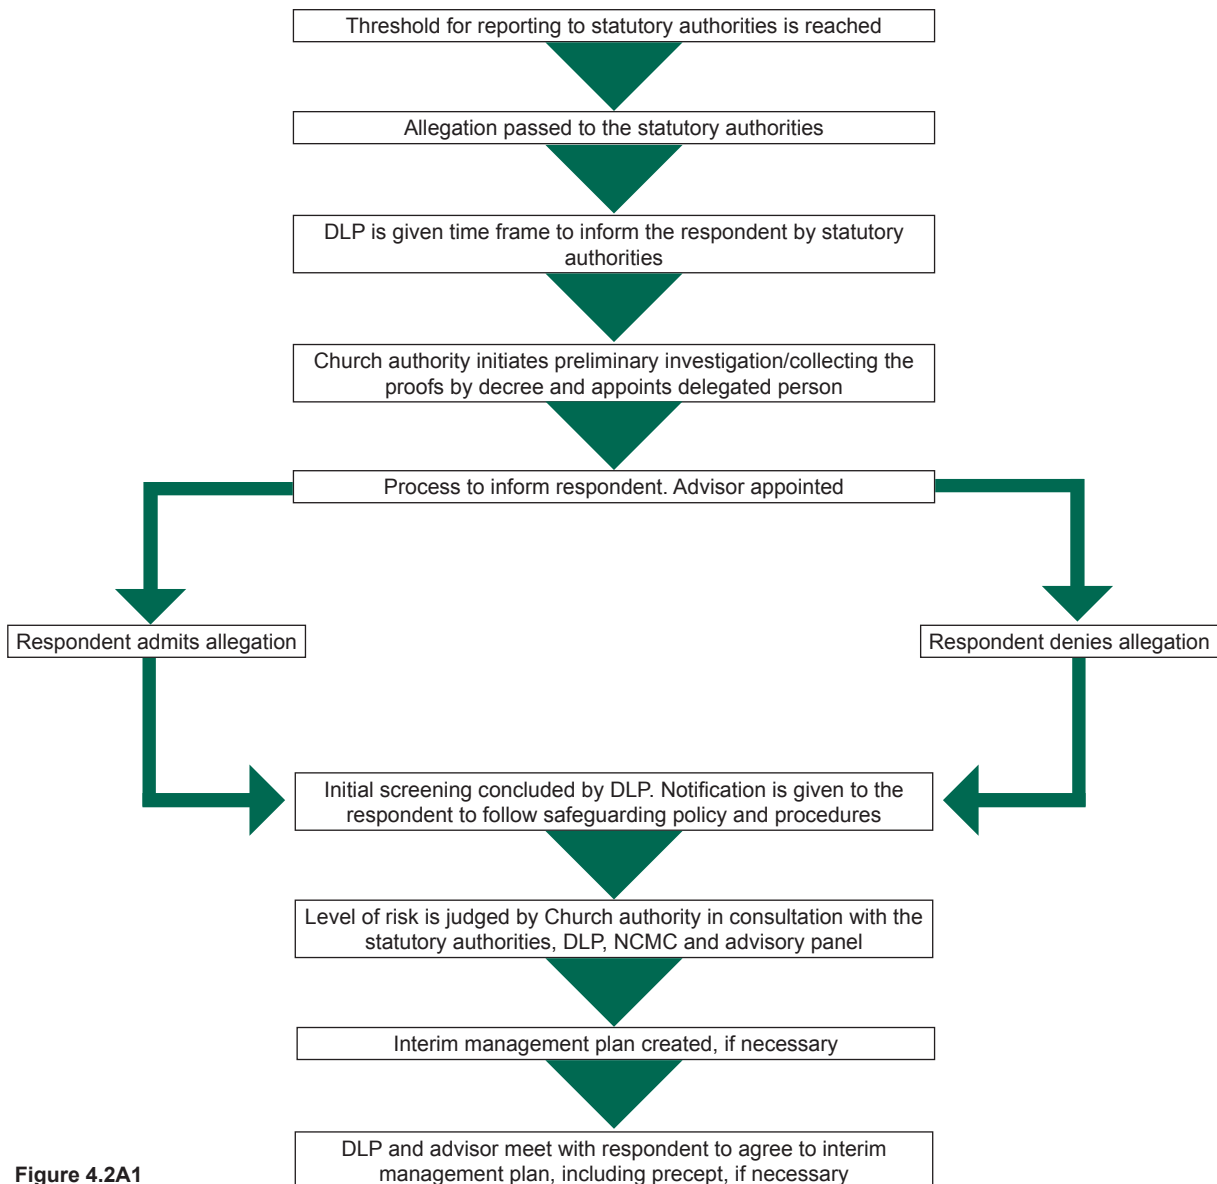 Threshold for reporting to statutory authorities is reached
Allegation passed to the statutory authorities
DLP is given time frame to inform the respondent by statutory
authorities
Church authority initiates preliminary investigation/collecting the
proofs by decree and appoints delegated person
Process to inform respondent. Advisor appointed
Respondent admits allegation
Respondent denies allegation
Initial screening concluded by DLP. Notification is given to the
respondent to follow safeguarding policy and procedures
Level of risk is judged by Church authority in consultation with the
statutory authorities, DLP, NCMC and advisory panel
Interim management plan created, if necessary
DLP and advisor meet with respondent to agree to interim
management plan, including precept, if necessary
Figure 4.2A1